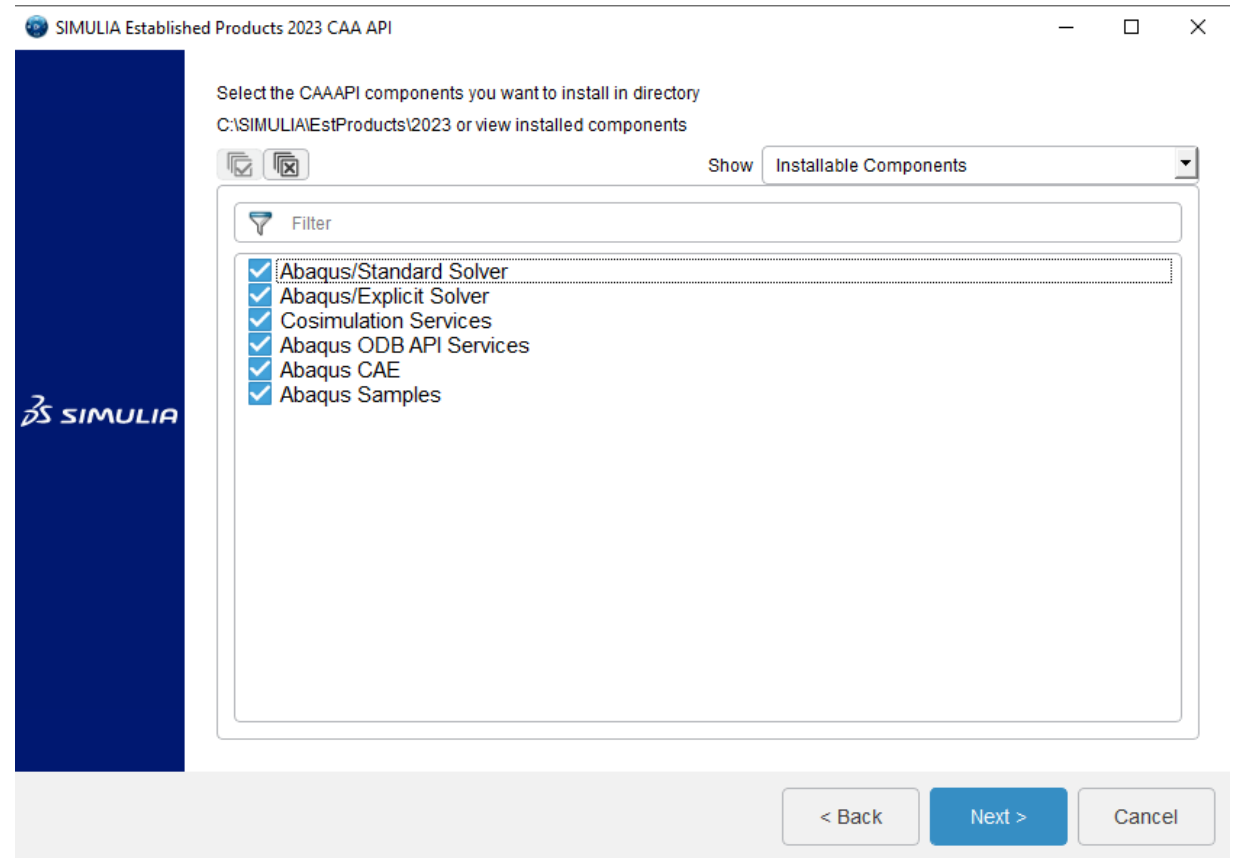 SIMULIA Established Products 2023 CAA API
Select the CAAAPI components you want to install in directory
C:\SIMULIA\EstProducts\2023 or view installed components
Show Installable Components
Filter
Abaqus/Standard Solver
Abaqus/Explicit Solver
Cosimulation Services
Abaqus ODB API Services
Abaqus CAE
Abaqus Samples
3S SIMULIA
< Back Next > Cancel